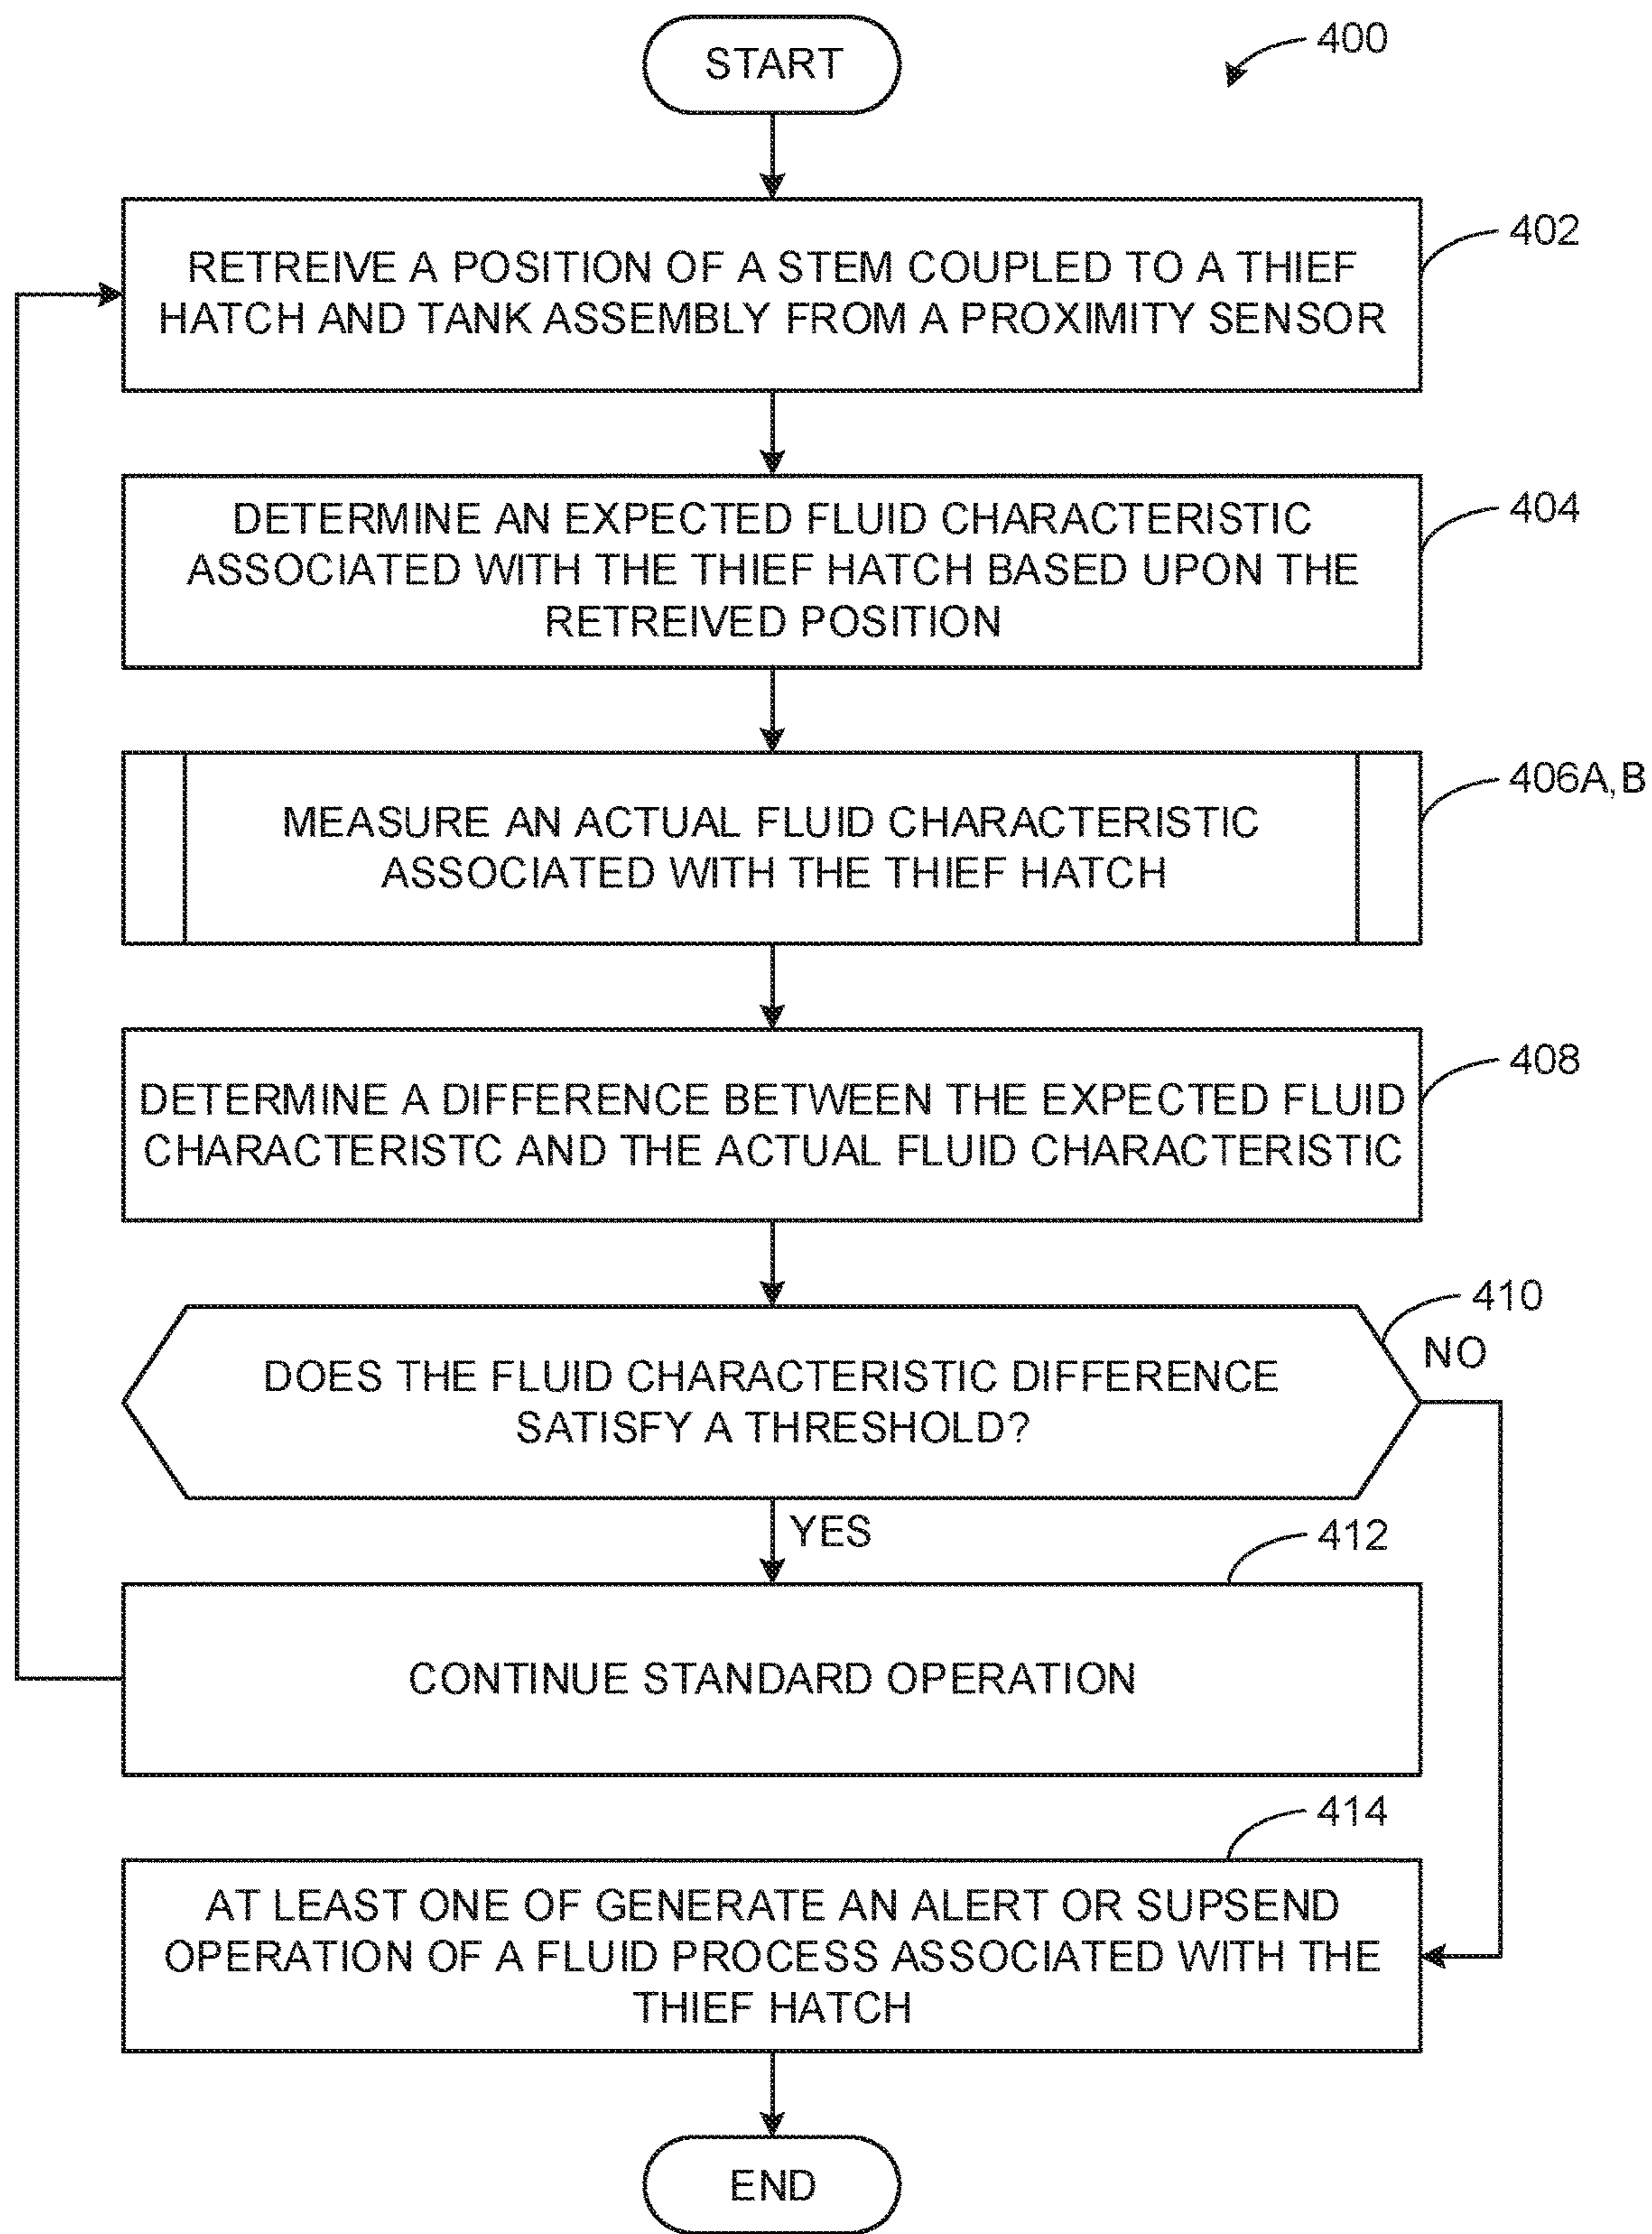 START
400
RETREIVE A POSITION OF A STEM COUPLED TO A THIEF
HATCH AND TANK ASSEMBLY FROM A PROXIMITY SENSOR
402
DETERMINE AN EXPECTED FLUID CHARACTERISTIC
ASSOCIATED WITH THE THIEF HATCH BASED UPON THE
RETREIVED POSITION
404
MEASURE AN ACTUAL FLUID CHARACTERISTIC
ASSOCIATED WITH THE THIEF HATCH
406A, B
DETERMINE A DIFFERENCE BETWEEN THE EXPECTED FLUID
CHARACTERISTC AND THE ACTUAL FLUID CHARACTERISTIC
408
DOES THE FLUID CHARACTERISTIC DIFFERENCE
SATISFY A THRESHOLD?
410
NO
YES
412
CONTINUE STANDARD OPERATION
414
AT LEAST ONE OF GENERATE AN ALERT OR SUPSEND
OPERATION OF A FLUID PROCESS ASSOCIATED WITH THE
THIEF HATCH
END